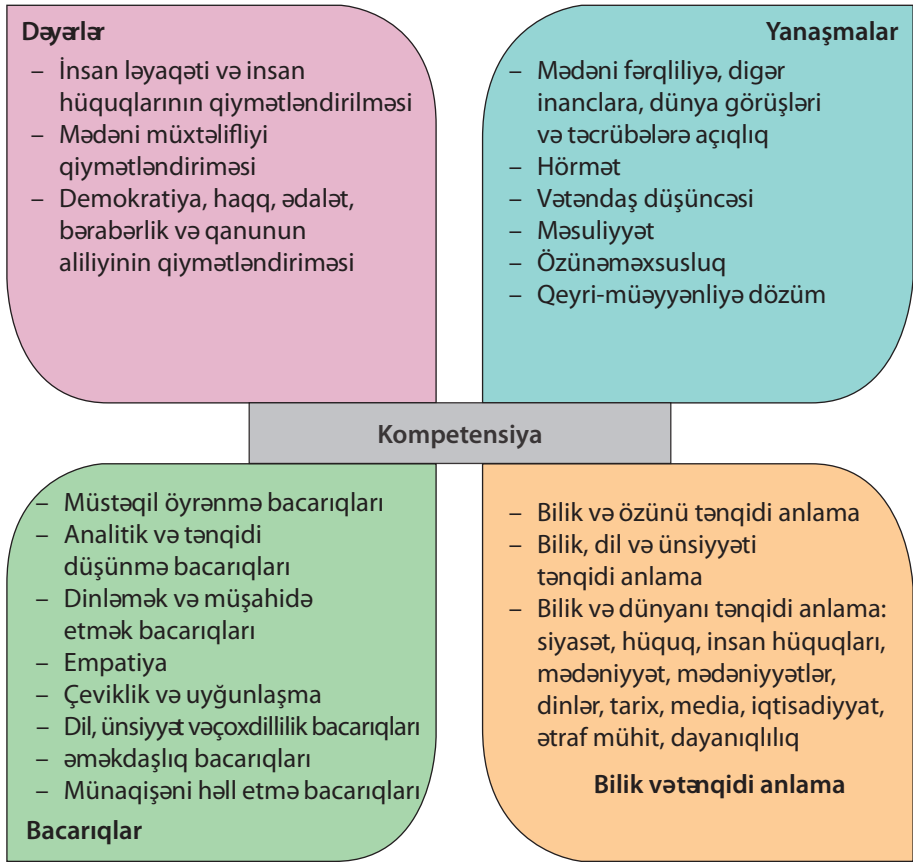 Dəyərlər
– İnsan ləyaqəti və insan
hüquqlarının qiymətləndirilməsi
– Mədəni müxtəlifliyi
qiymətləndiriməsi
– Demokratiya, haqq, ədalət,
bərabərlik və qanunun
aliliyinin qiymətləndiriməsi
Yanaşmalar
– Mədəni fərqliliyə, digər
inanclara, dünya görüşləri
və təcrübələrə açıqlıq
– Hörmət
– Vətəndaş düşüncəsi
– Məsuliyyət
– Özünəməxsusluq
– Qeyri-müəyyənliyə dözüm
Kompetensiya
– Müstəqil öyrənmə bacarıqları
– Analitik və tənqidi
düşünmə bacarıqları
– Dinləmək və müşahidə
etmək bacarıqları
– Empatiya
– Çeviklik və uyğunlaşma
– Dil, ünsiyyət vəçoxdillilik bacarıqları
– əməkdaşlıq bacarıqları
– Münaqişəni həll etmə bacarıqları
Bacarıqlar
– Bilik və özünü tənqidi anlama
– Bilik, dil və ünsiyyəti
tənqidi anlama
– Bilik və dünyanı tənqidi anlama:
siyasət, hüquq, insan hüquqları,
mədəniyyət, mədəniyyətlər,
dinlər, tarix, media, iqtisadiyyat,
ətraf mühit, dayanıqlılıq
Bilik vətənqidi anlama